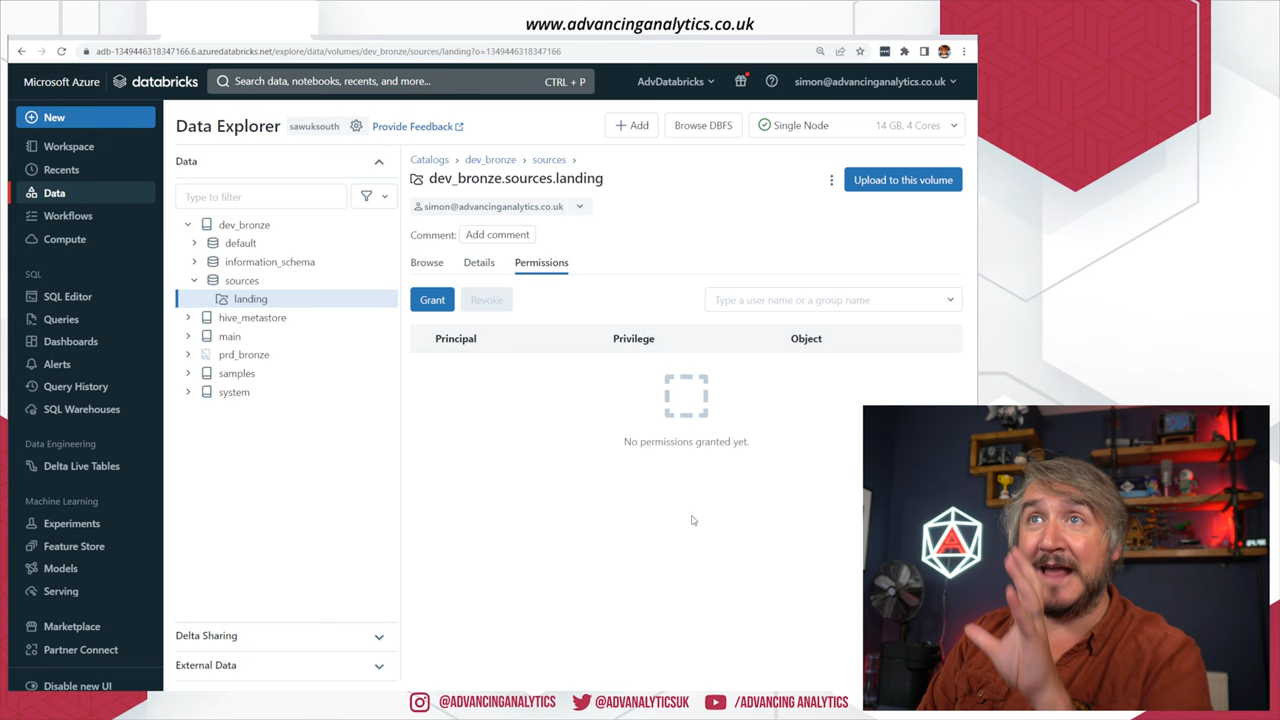 www.advancinganalytics.co.uk
adb-1349446318347166.6.azuredatabricks.net/explore/data/volumes/dev_bronze/sources/landing?o=1349446318347166
Microsoft Azure
databricks
Search data, notebooks, recents, and more...
CTRL + P
AdvDatabricks
simon@advancinganalytics.co.uk
New
Workspace
Recents
Data
Workflows
Compute
SQL
SQL Editor
Queries
Dashboards
Alerts
Query History
SQL Warehouses
Data Engineering
Delta Live Tables
Machine Learning
Experiments
Feature Store
Models
Serving
Marketplace
Partner Connect
Disable new UI
Data Explorer
sawuksouth
Provide Feedback
Add
Browse DBFS
Single Node
14 GB, 4 Cores
Data
Type to filter
dev_bronze
default
information_schema
sources
landing
hive_metastore
main
prd_bronze
samples
system
Delta Sharing
External Data
Catalogs > dev_bronze > sources >
dev_bronze.sources.landing
Upload to this volume
simon@advancinganalytics.co.uk
Comment: Add comment
Browse Details Permissions
Grant
Revoke
Type a user name or a group name
Principal Privilege Object
No permissions granted yet.
@ADVANCINGANALYTICS
@ADVANALYTICSUK
/ADVANCING ANALYTICS